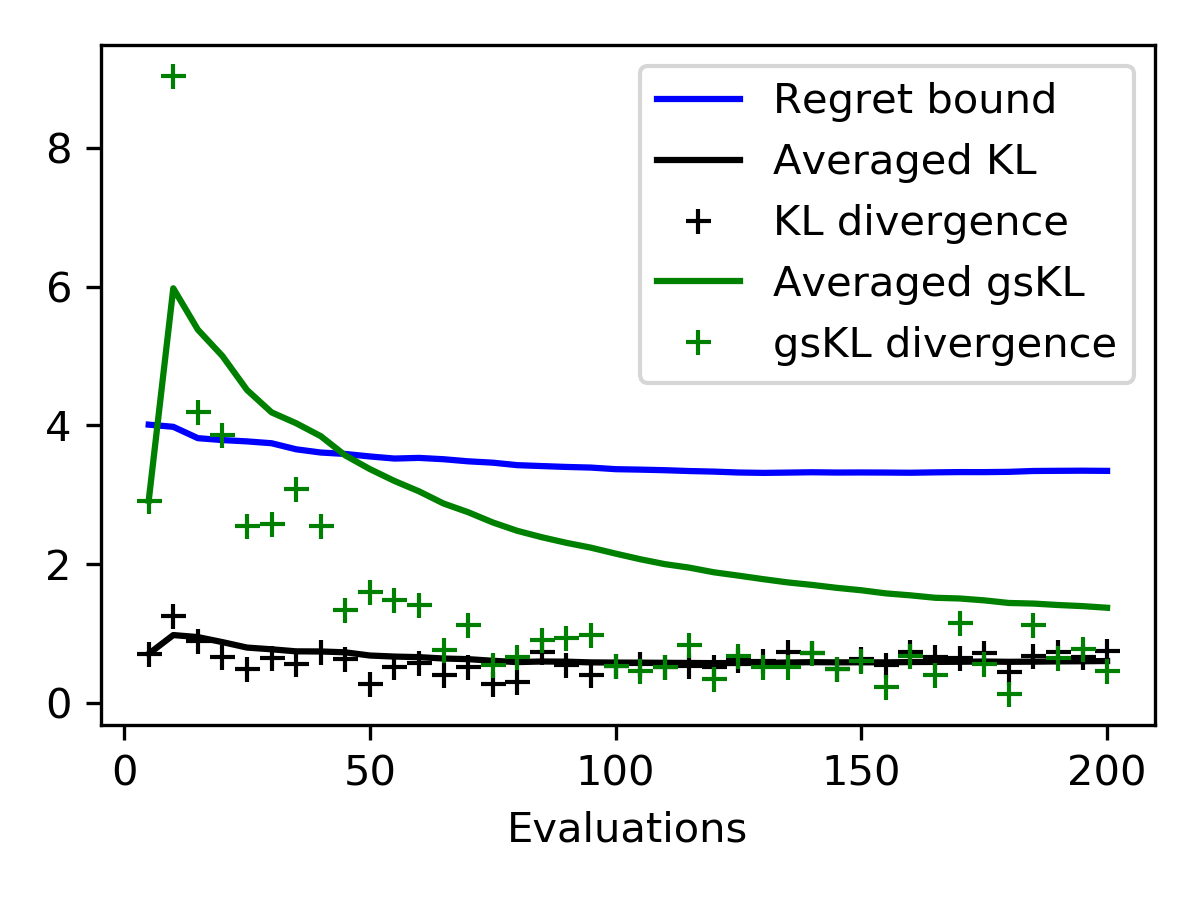 8
6
4
2
0
Regret bound
Averaged KL
KL divergence
Averaged gsKL
gsKL divergence
0 50 100 150 200
Evaluations